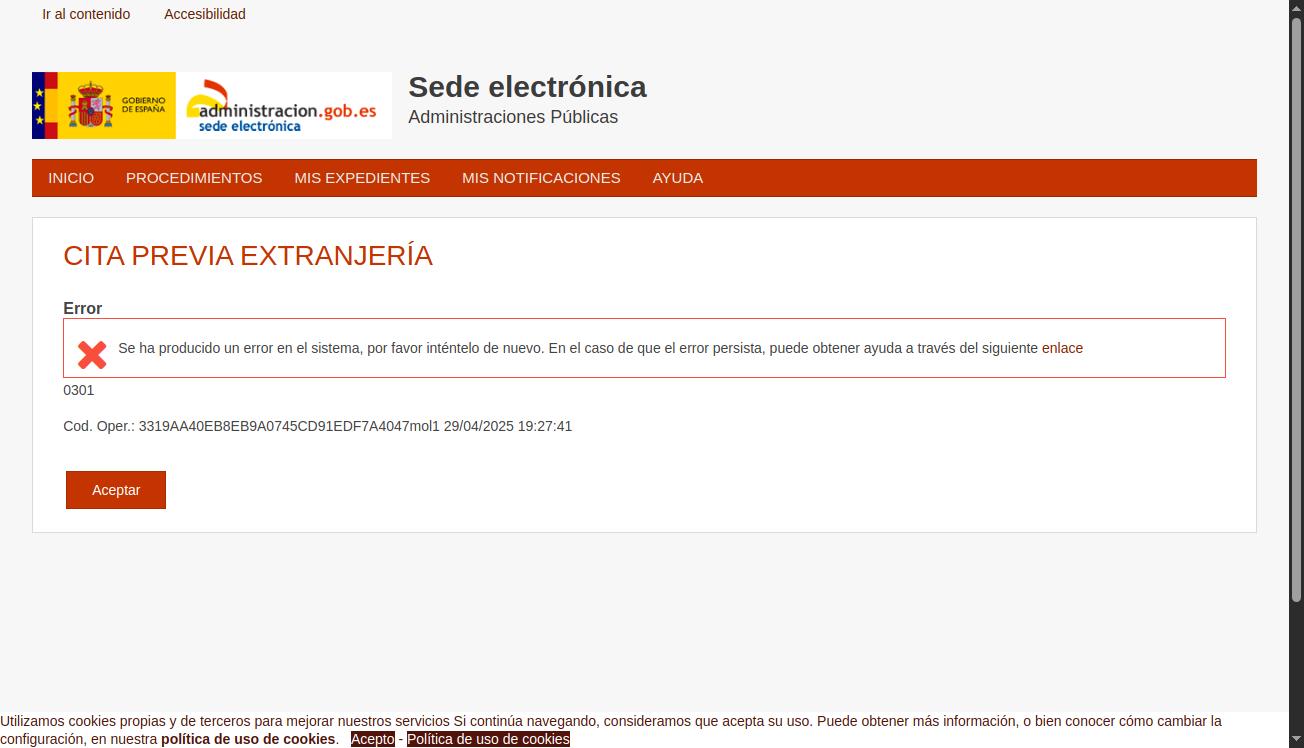 Ir al contenido Accesibilidad
GOBIERNO
DE ESPAÑA
administracion.gob.es
sede electrónica
Sede electrónica
Administraciones Públicas
INICIO PROCEDIMIENTOS MIS EXPEDIENTES MIS NOTIFICACIONES AYUDA
CITA PREVIA EXTRANJERÍA
Error
Se ha producido un error en el sistema, por favor inténtelo de nuevo. En el caso de que el error persista, puede obtener ayuda a través del siguiente enlace
0301
Cod. Oper.: 3319AA40EB8EB9A0745CD91EDF7A4047mol1 29/04/2025 19:27:41
Aceptar
Utilizamos cookies propias y de terceros para mejorar nuestros servicios Si continúa navegando, consideramos que acepta su uso. Puede obtener más información, o bien conocer cómo cambiar la
configuración, en nuestra política de uso de cookies. Acepto - Política de uso de cookies